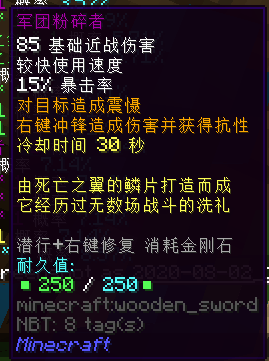 军团粉碎者
85 基础近战伤害
较快使用速度
15% 暴击率
对目标造成震慑
右键冲锋造成伤害并获得抗性
冷却时间 30 秒
由死亡之翼的鳞片打造而成
它经历过无数场战斗的洗礼
潜行+右键修复 消耗金刚石
耐久值:
250 / 250
minecraft:wooden_sword
NBT: 8 tag(s)
Minecraft